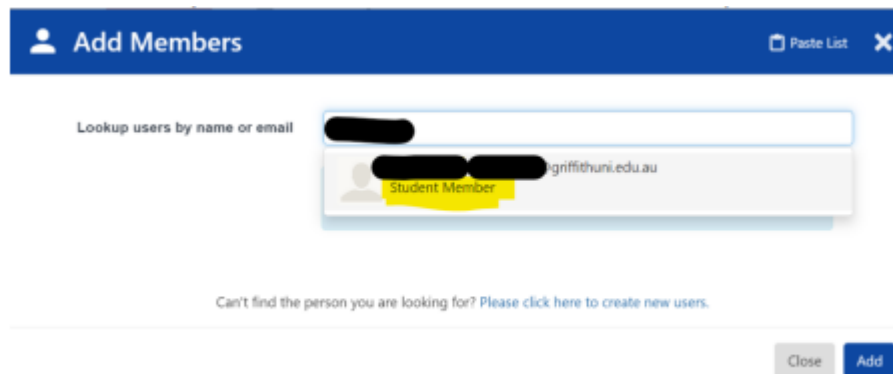 Add Members
Paste List
Lookup users by name or email
@griffithuni.edu.au
Student Member
Can't find the person you are looking for? Please click here to create new users.
Close
Add